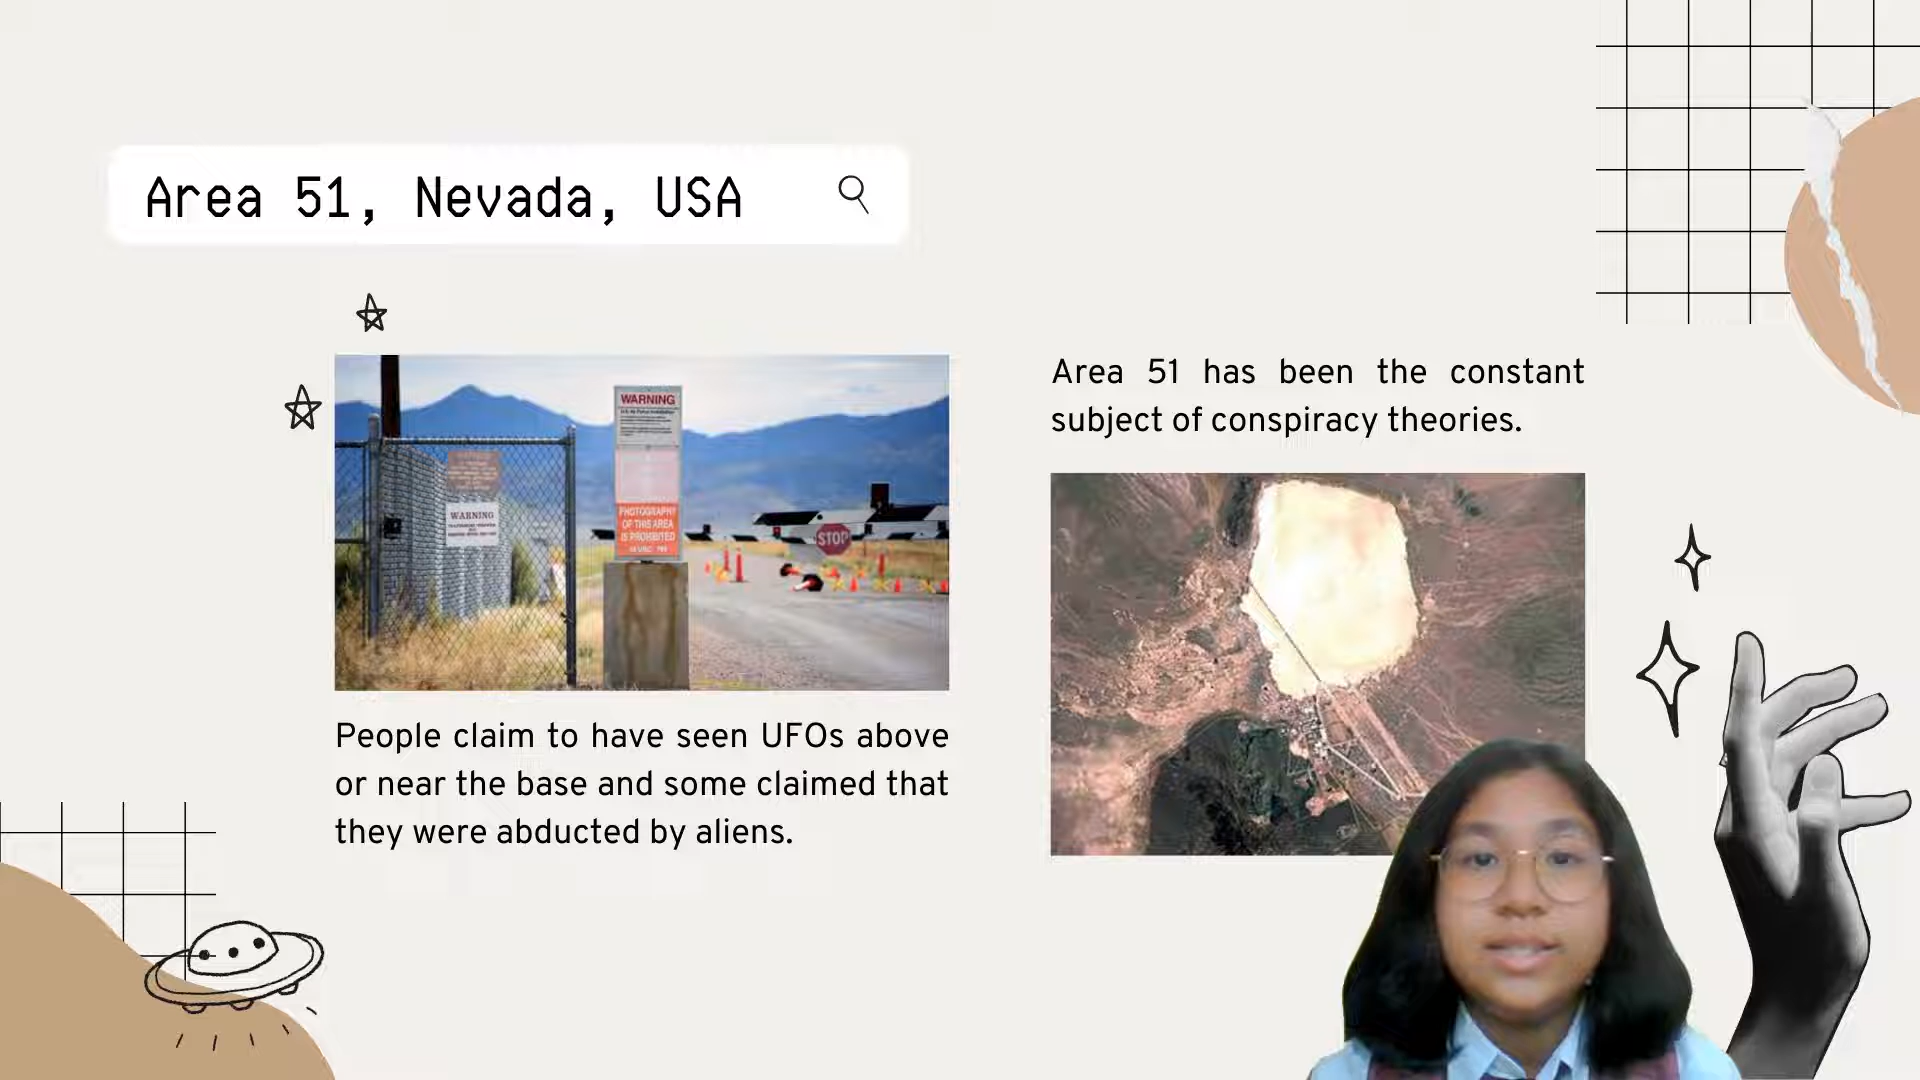 Area 51, Nevada, USA
WARNING
WARNING
PHOTOGRAPHY
OF THIS AREA
IS PROHIBITED
STOP
People claim to have seen UFOs above
or near the base and some claimed that
they were abducted by aliens.
Area 51 has been the constant
subject of conspiracy theories.